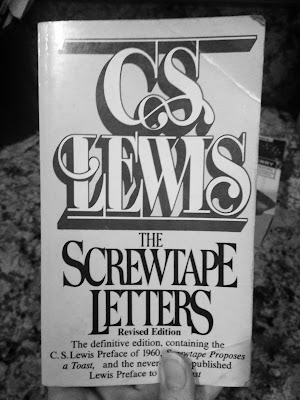 C.S.
LEWIS
THE
SCREWTAPE
LETTERS
Revised Edition
The definitive edition, containing the
C.S. Lewis Preface of 1960, Screwtape Proposes
a Toast, and the never published
Lewis Preface to